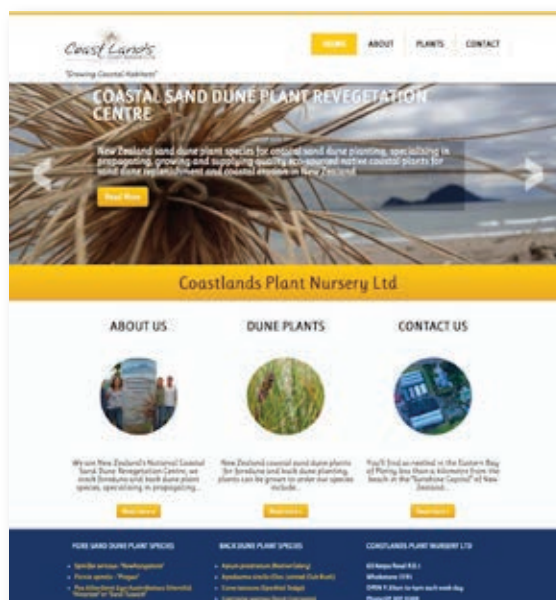 Coast Lands
"Growing Coastal Habitats"
HOME ABOUT PLANTS CONTACT
COASTAL SAND DUNE PLANT REVEGETATION
CENTRE
New Zealand sand dune plant species for coastal sand dune planting, specialising in
propagating, growing and supplying quality eco-sourced native coastal plants for
sand dune replenishment and coastal erosion in New Zealand
Read More
Coastlands Plant Nursery Ltd
ABOUT US
We are New Zealand's National Coastal
Sand Dune Revegetation Centre, we
stock foredune and back dune plant
species, specialising in propagating...
Read More
DUNE PLANTS
New Zealand coastal sand dune plants
for foredune and back dune planting,
plants can be grown to order our species
include...
Read More
CONTACT US
You'll find us nestled in the Eastern Bay
of Plenty less than a kilometre from the
beach in the "Sunshine Capital" of New
Zealand...
Read More
FORE SAND DUNE PLANT SPECIES
Spinifex sericeus
BACK DUNE PLANT SPECIES
COASTLANDS PLANT NURSERY LTD
Whakatane